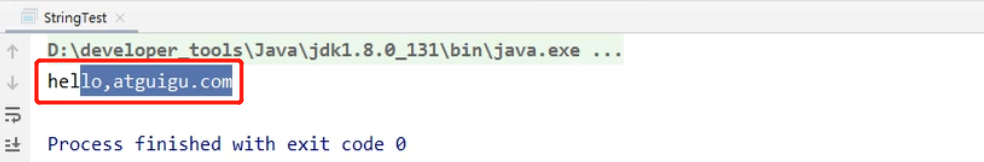 StringTest
D:\developer_tools\Java\jdk1.8.0_131\bin\java.exe ...
hello,atguigu.com
Process finished with exit code 0